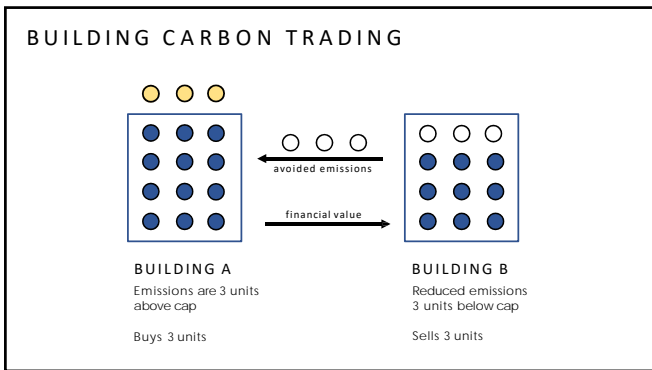 BUILDING CARBON TRADING
avoided emissions
financial value
BUILDING A
Emissions are 3 units
above cap
Buys 3 units
BUILDING B
Reduced emissions
3 units below cap
Sells 3 units